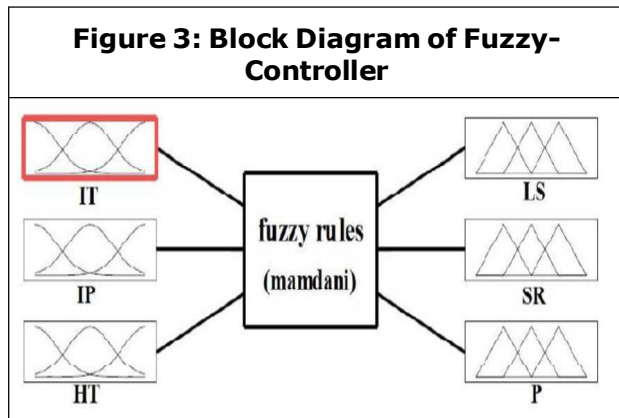 Figure 3: Block Diagram of Fuzzy-
Controller
IT
IP
HT
fuzzy rules
(mamdani)
LS
SR
P